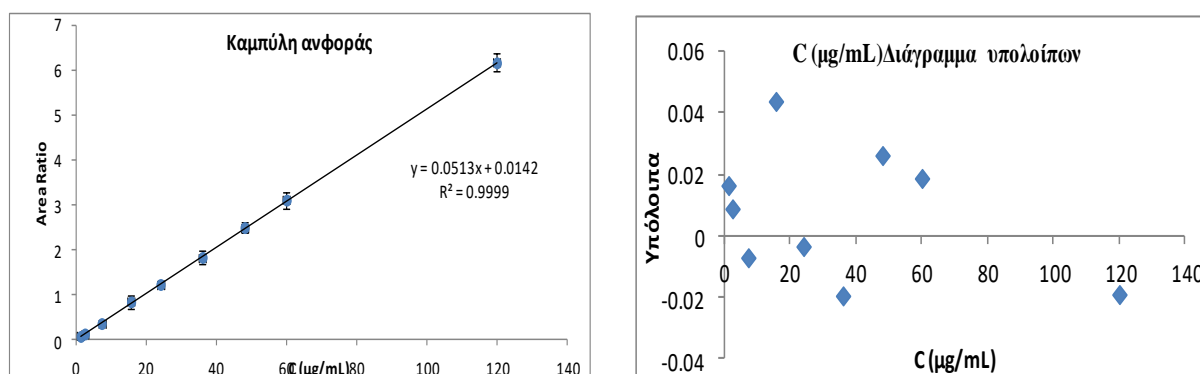 Καμπύλη ανφοράς
7
6
5
4
3
2
1
0
Area Ratio
y = 0.0513x + 0.0142
R² = 0.9999
0 20 40 60 80 100 120 140
C (μg/mL)
C (μg/mL)Διάγραμμα υπολοίπων
0.06
0.04
0.02
0
-0.02
-0.04
Υπόλοιπα
0 20 40 60 80 100 120 140
C (μg/mL)